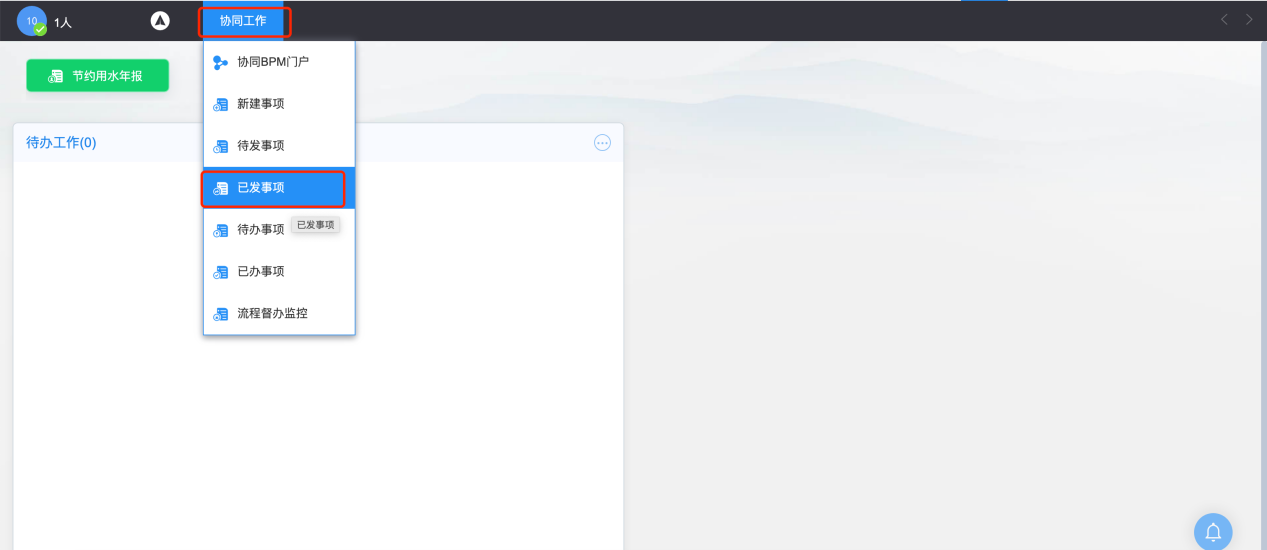 10
1人
协同工作
节约用水年报
协同BPM门户
新建事项
待办工作(0)
待发事项
已发事项
待办事项
已发事项
已办事项
流程督办监控